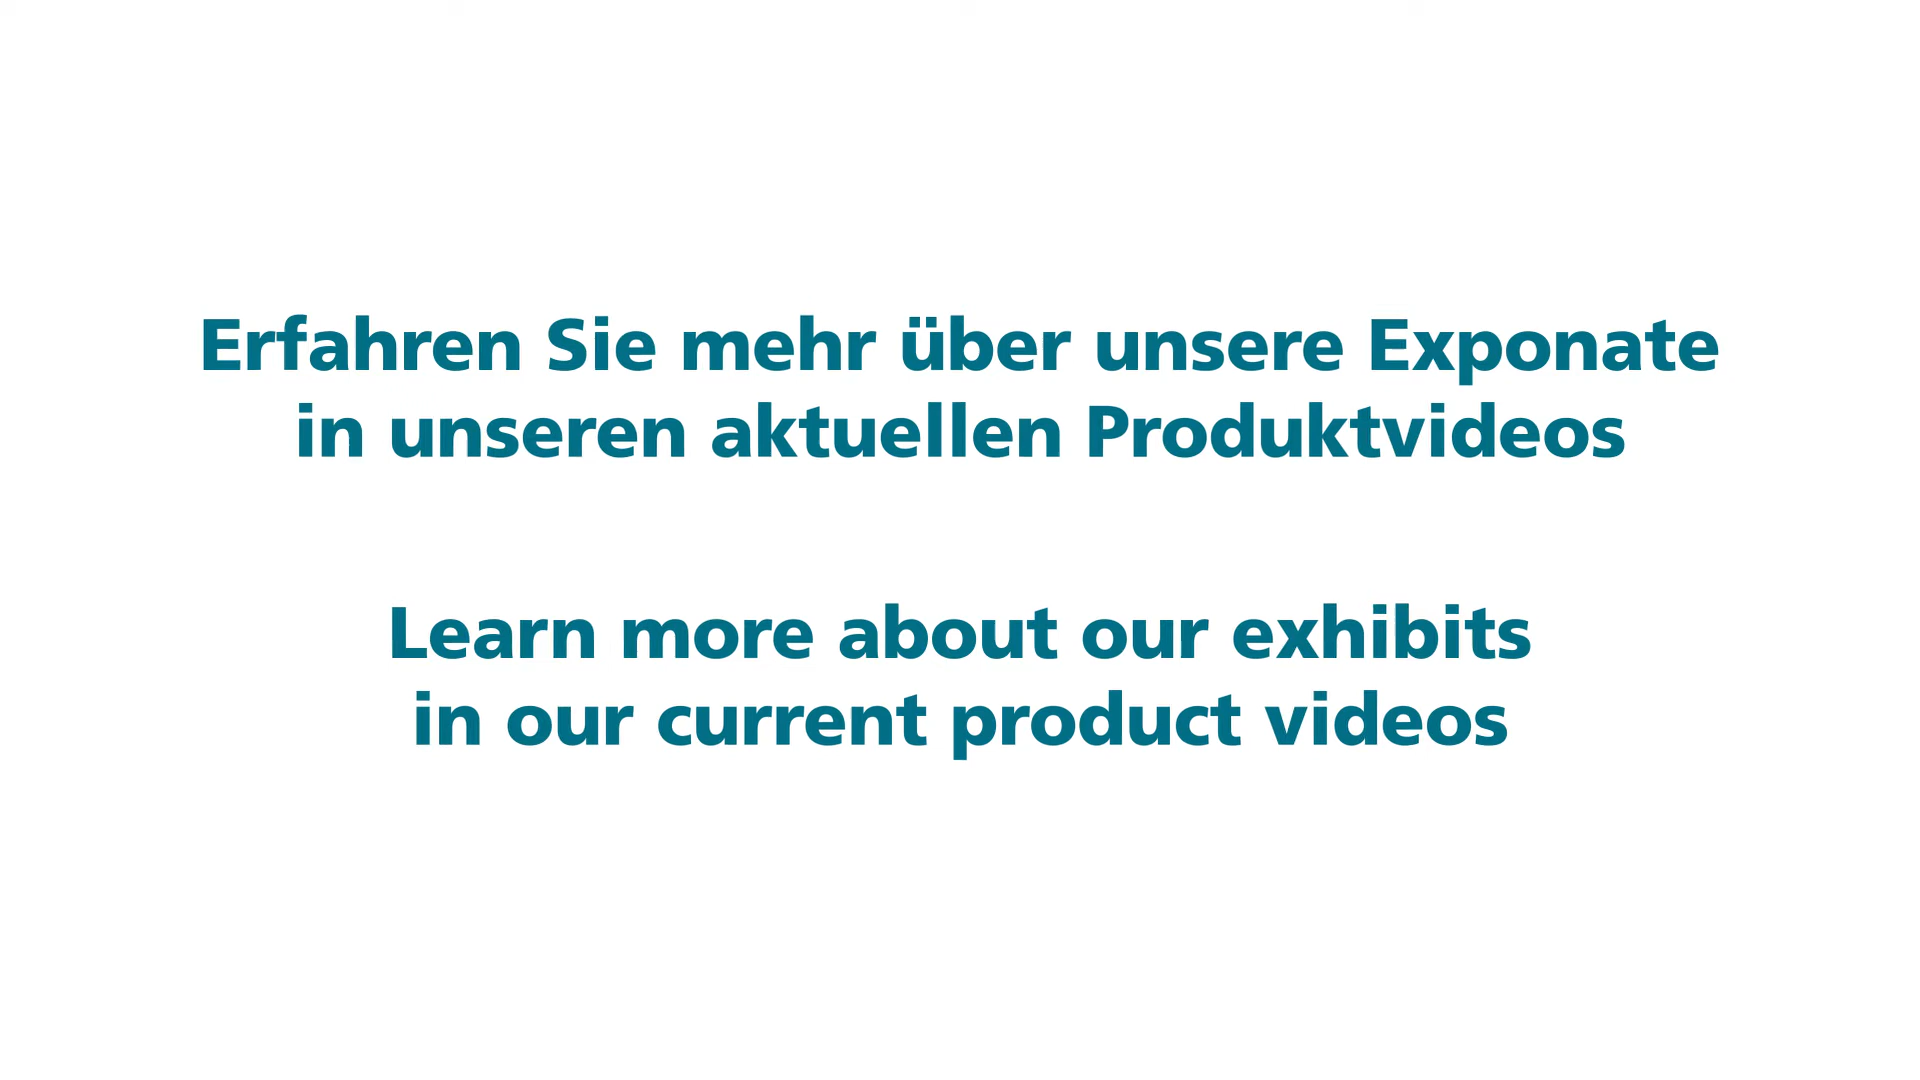 Erfahren Sie mehr über unsere Exponate
in unseren aktuellen Produktvideos
Learn more about our exhibits
in our current product videos